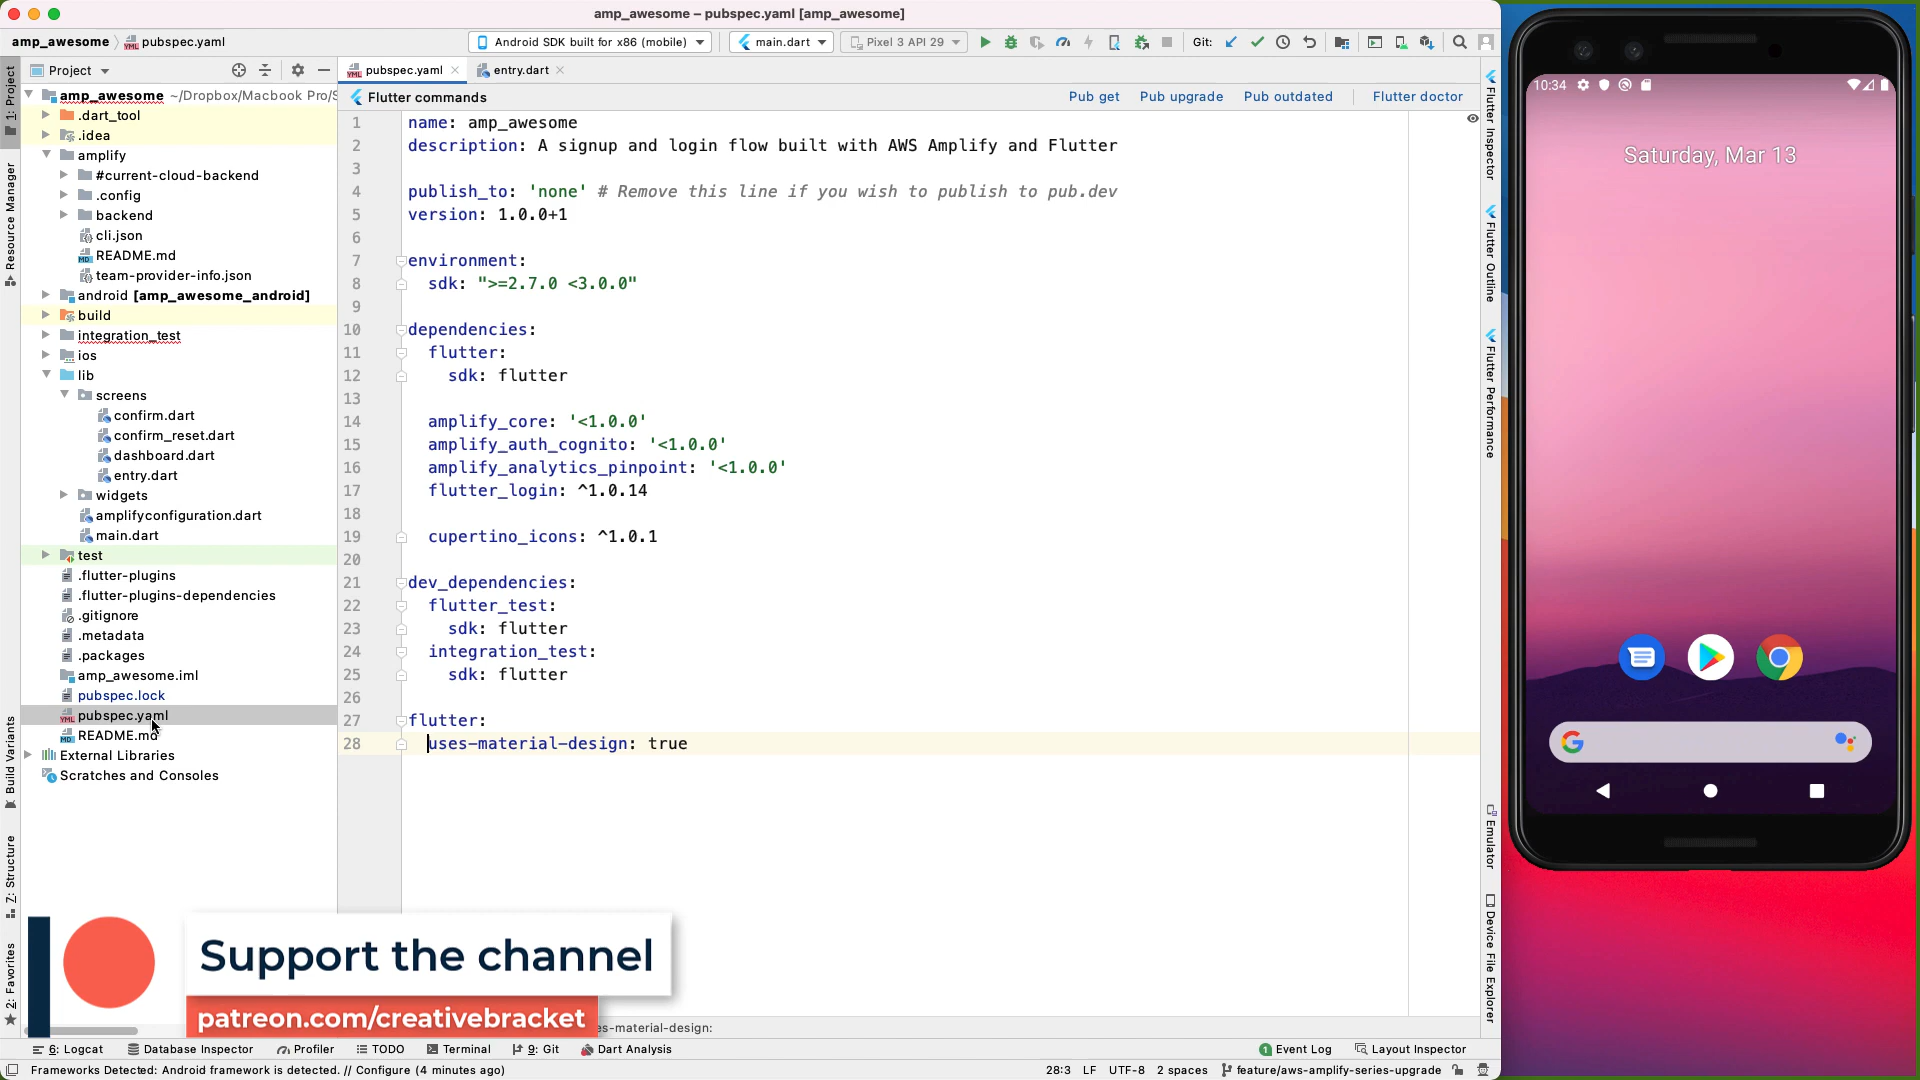 amp_awesome – pubspec.yaml [amp_awesome]
amp_awesome
pubspec.yaml
Android SDK built for x86 (mobile)
main.dart
Pixel 3 API 29
Git:
Project
pubspec.yaml
entry.dart
Flutter commands
Pub get
Pub upgrade
Pub outdated
Flutter doctor
1: Project
Resource Manager
Build Variants
Z: Structure
2: Favorites
amp_awesome ~/Dropbox/Macbook Pro/S
.dart_tool
.idea
amplify
#current-cloud-backend
.config
backend
cli.json
README.md
team-provider-info.json
android [amp_awesome_android]
build
integration_test
ios
lib
screens
confirm.dart
confirm_reset.dart
dashboard.dart
entry.dart
widgets
amplifyconfiguration.dart
main.dart
test
.flutter-plugins
.flutter-plugins-dependencies
.gitignore
.metadata
.packages
amp_awesome.iml
pubspec.lock
pubspec.yaml
README.md
External Libraries
Scratches and Consoles
1 name: amp_awesome
2 description: A signup and login flow built with AWS Amplify and Flutter
3
4 publish_to: 'none' # Remove this line if you wish to publish to pub.dev
5 version: 1.0.0+1
6
7 environment:
8 sdk: ">=2.7.0 <3.0.0"
9
10 dependencies:
11 flutter:
12 sdk: flutter
13
14 amplify_core: '<1.0.0'
15 amplify_auth_cognito: '<1.0.0'
16 amplify_analytics_pinpoint: '<1.0.0'
17 flutter_login: ^1.0.14
18
19 cupertino_icons: ^1.0.1
20
21 dev_dependencies:
22 flutter_test:
23 sdk: flutter
24 integration_test:
25 sdk: flutter
26
27 flutter:
28 uses-material-design: true
Flutter Inspector
Flutter Outline
Flutter Performance
Emulator
Device File Explorer
10:34
Saturday, Mar 13
Support the channel
patreon.com/creativebracket
es-material-design:
6: Logcat
Database Inspector
Profiler
TODO
Terminal
9: Git
Dart Analysis
1 Event Log
Layout Inspector
Frameworks Detected: Android framework is detected. // Configure (4 minutes ago)
28:3
LF
UTF-8
2 spaces
feature/aws-amplify-series-upgrade